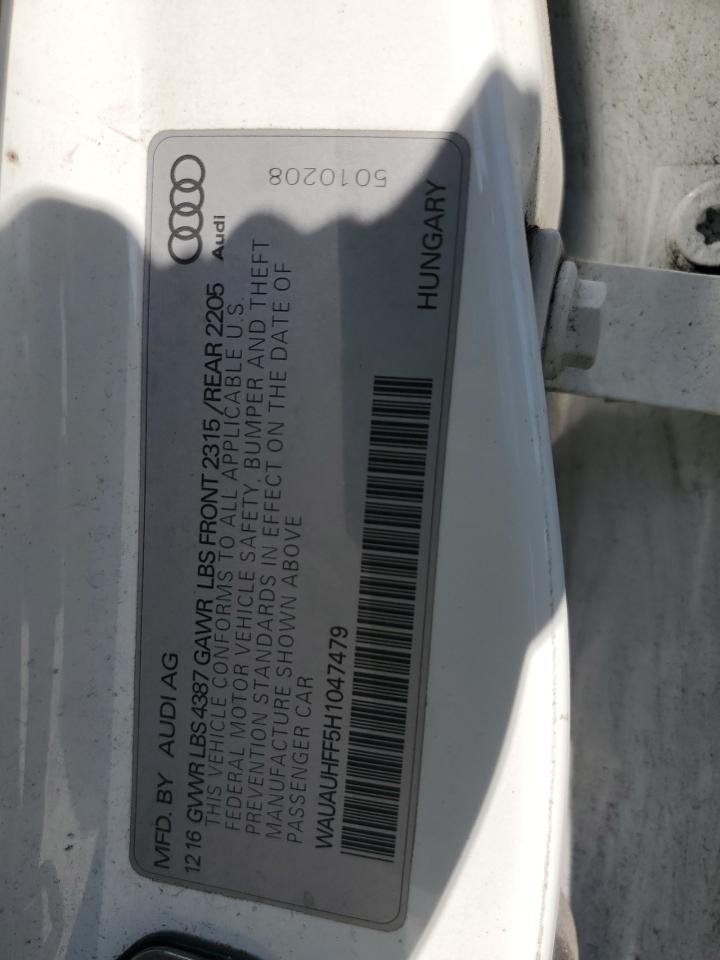 MFD. BY AUDI AG
Audi
12 16 GVWR LBS 4387 GAWR LBS FRONT 2315/REAR 2205
THIS VEHICLE CONFORMS TO ALL APPLICABLE U.S.
FEDERAL MOTOR VEHICLE SAFETY, BUMPER AND THEFT
PREVENTION STANDARDS IN EFFECT ON THE DATE OF
MANUFACTURE SHOWN ABOVE
PASSENGER CAR
5010208
WAUAUHFF5H1047479
HUNGARY